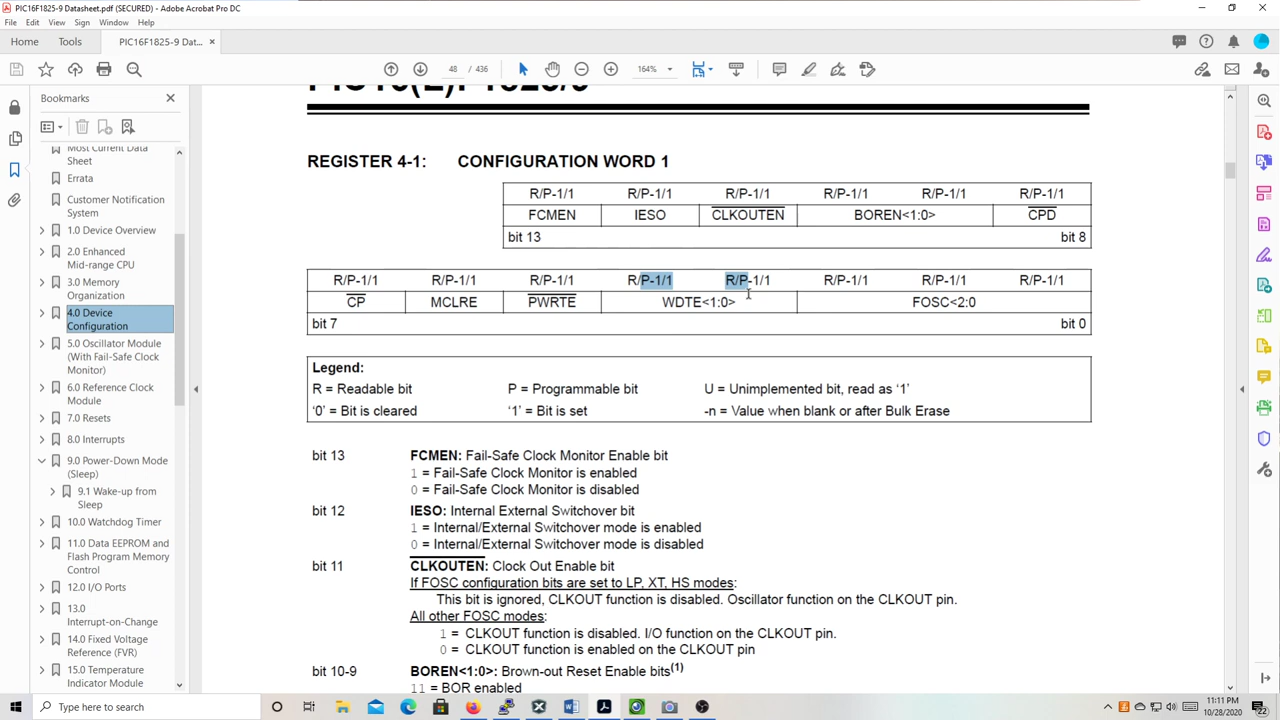 PIC16F1825-9 Datasheet.pdf (SECURED) - Adobe Acrobat Pro DC
File Edit View Sign Window Help
Home Tools PIC16F1825-9 Dat... ×
48 / 436 164%
Bookmarks
Most Current Data
Sheet
Errata
Customer Notification
System
1.0 Device Overview
2.0 Enhanced
Mid-range CPU
3.0 Memory
Organization
4.0 Device
Configuration
5.0 Oscillator Module
(With Fail-Safe Clock
Monitor)
6.0 Reference Clock
Module
7.0 Resets
8.0 Interrupts
9.0 Power-Down Mode
(Sleep)
9.1 Wake-up from
Sleep
10.0 Watchdog Timer
11.0 Data EEPROM and
Flash Program Memory
Control
12.0 I/O Ports
13.0
Interrupt-on-Change
14.0 Fixed Voltage
Reference (FVR)
15.0 Temperature
Indicator Module
REGISTER 4-1: CONFIGURATION WORD 1
R/P-1/1 R/P-1/1 R/P-1/1 R/P-1/1 R/P-1/1 R/P-1/1
FCMEN IESO CLKOUTEN BOREN<1:0> CPD
bit 13 bit 8
R/P-1/1 R/P-1/1 R/P-1/1 R/P-1/1 R/P-1/1 R/P-1/1 R/P-1/1 R/P-1/1
CP MCLRE PWRTE WDTE<1:0> FOSC<2:0
bit 7 bit 0
Legend:
R = Readable bit P = Programmable bit U = Unimplemented bit, read as ‘1’
‘0’ = Bit is cleared ‘1’ = Bit is set -n = Value when blank or after Bulk Erase
bit 13 FCMEN: Fail-Safe Clock Monitor Enable bit
1 = Fail-Safe Clock Monitor is enabled
0 = Fail-Safe Clock Monitor is disabled
bit 12 IESO: Internal External Switchover bit
1 = Internal/External Switchover mode is enabled
0 = Internal/External Switchover mode is disabled
bit 11 CLKOUTEN: Clock Out Enable bit
If FOSC configuration bits are set to LP, XT, HS modes:
This bit is ignored, CLKOUT function is disabled. Oscillator function on the CLKOUT pin.
All other FOSC modes:
1 = CLKOUT function is disabled. I/O function on the CLKOUT pin.
0 = CLKOUT function is enabled on the CLKOUT pin
bit 10-9 BOREN<1:0>: Brown-out Reset Enable bits(1)
11 = BOR enabled
Type here to search
11:11 PM
10/28/2020
22